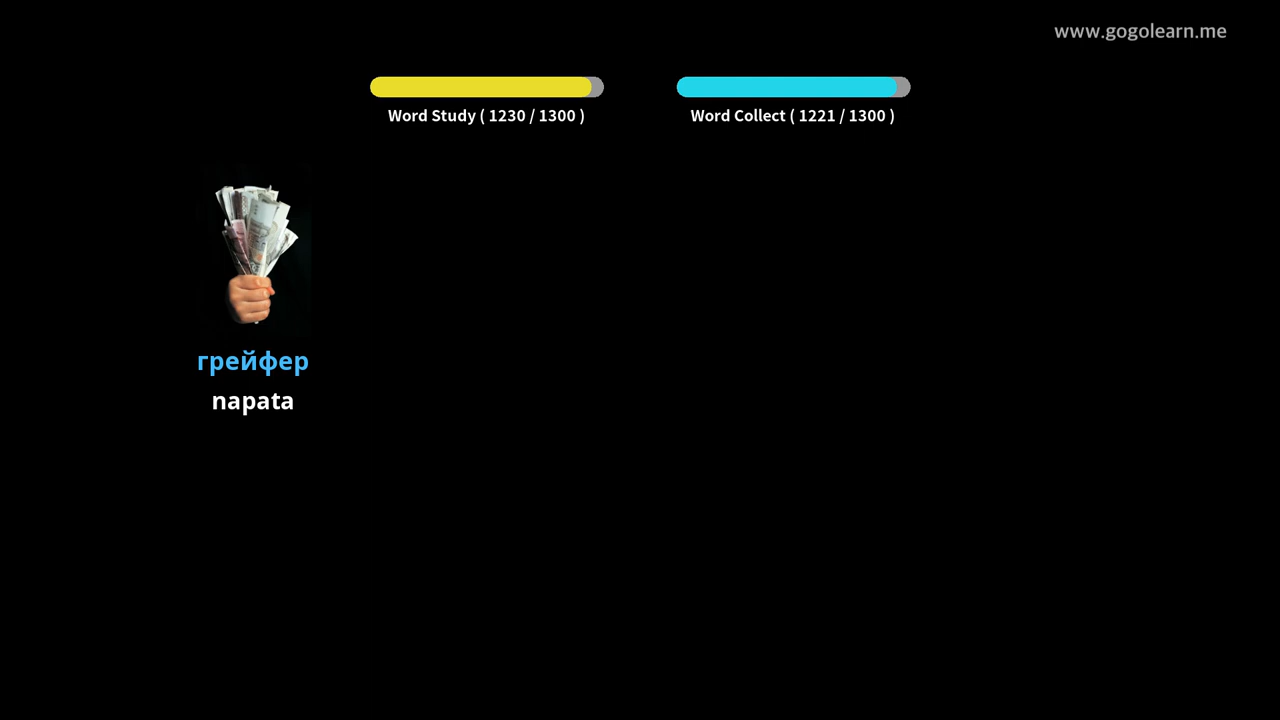 www.gogolearn.me
Word Study ( 1230 / 1300 )
Word Collect ( 1221 / 1300 )
грейфер
napata